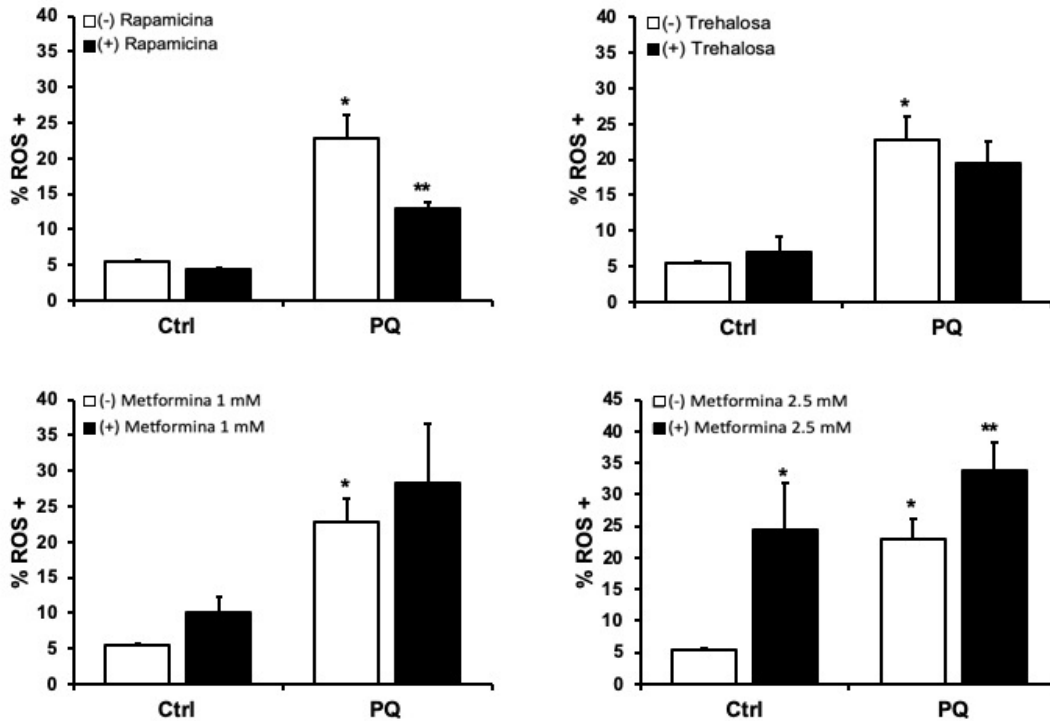 (-) Rapamicina
(+) Rapamicina
% ROS +
40
35
30
25
20
15
10
5
0
*
**
Ctrl
PQ
(-) Trehalosa
(+) Trehalosa
% ROS +
40
35
30
25
20
15
10
5
0
*
Ctrl
PQ
(-) Metformina 1 mM
(+) Metformina 1 mM
% ROS +
40
35
30
25
20
15
10
5
0
*
Ctrl
PQ
(-) Metformina 2.5 mM
(+) Metformina 2.5 mM
% ROS +
45
40
35
30
25
20
15
10
5
0
*
*
**
Ctrl
PQ